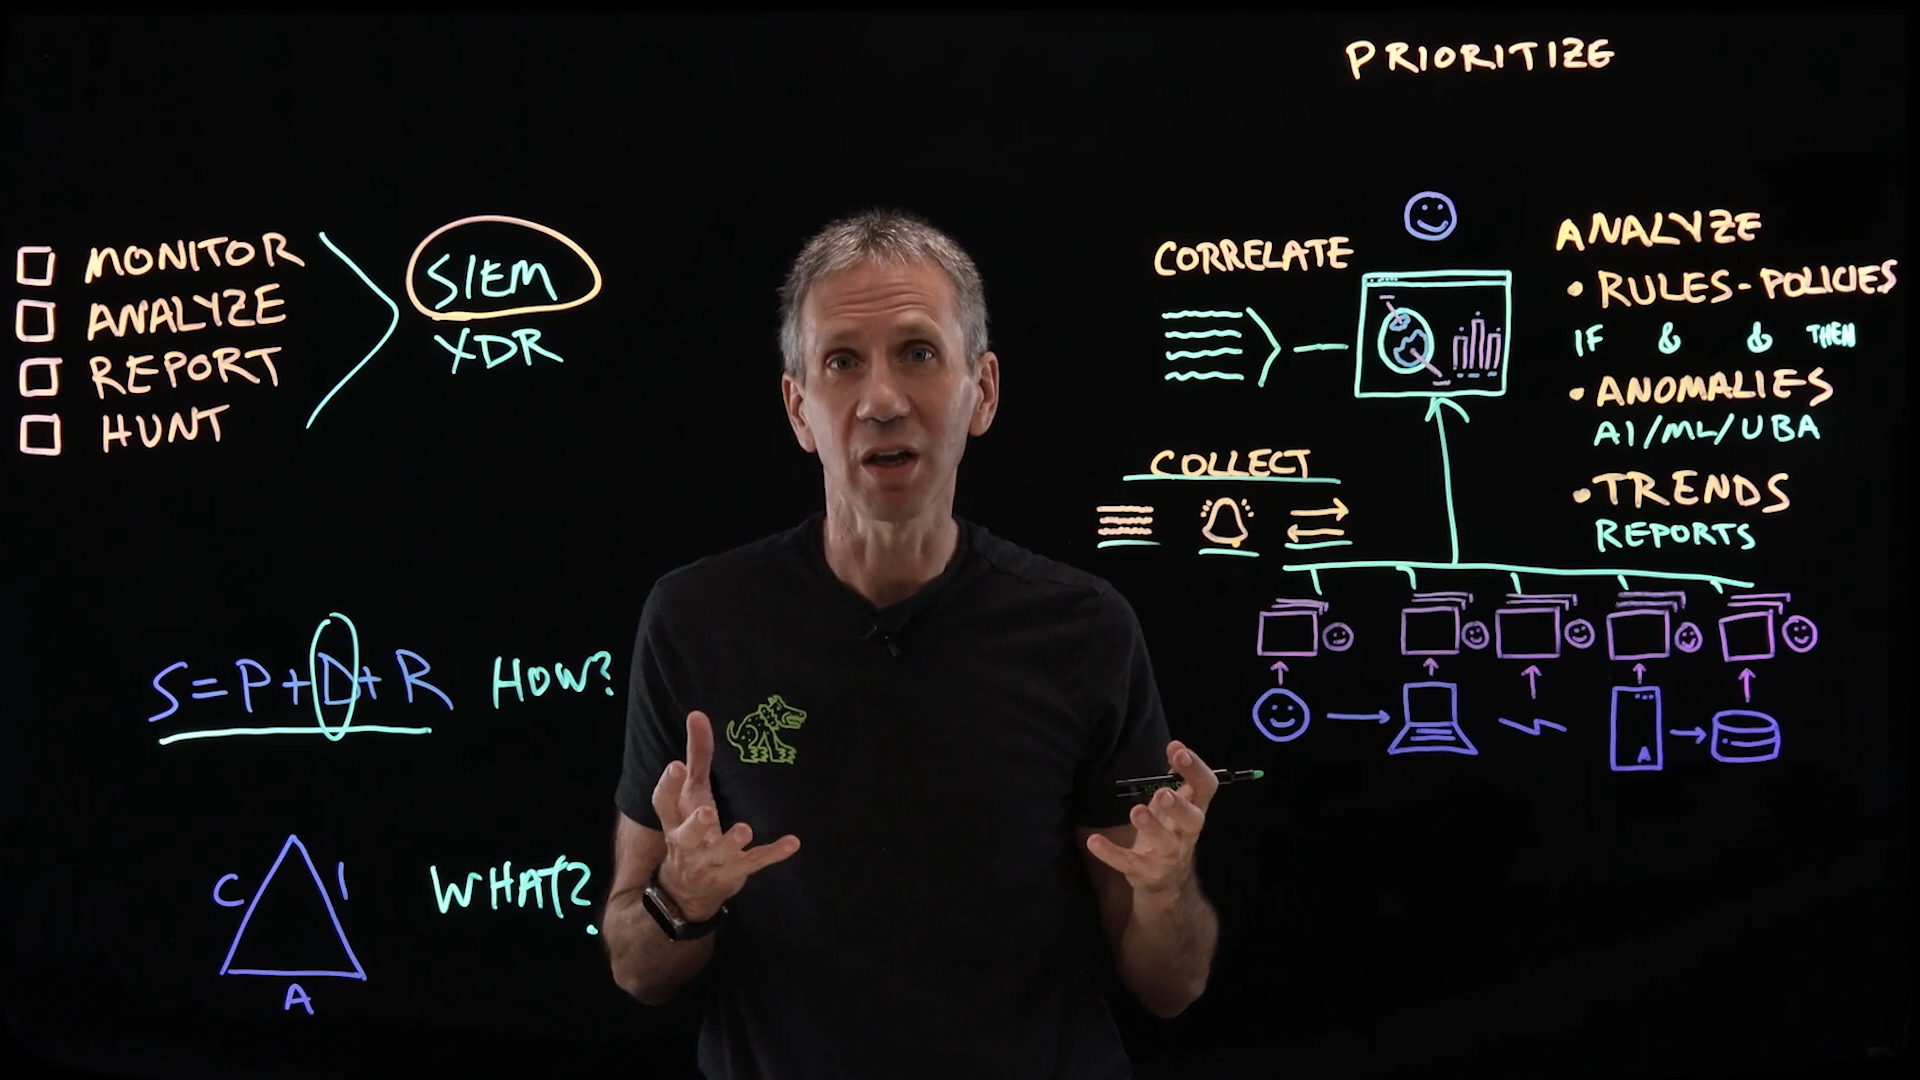 PRIORITIZE
MONITOR
ANALYZE
REPORT
HUNT
SIEM
XDR
S=P+D+R HOW?
C I
A
WHAT?
CORRELATE
COLLECT
ANALYZE
• RULES-POLICIES
IF & & THEN
• ANOMALIES
AI/ML/UBA
• TRENDS
REPORTS
A